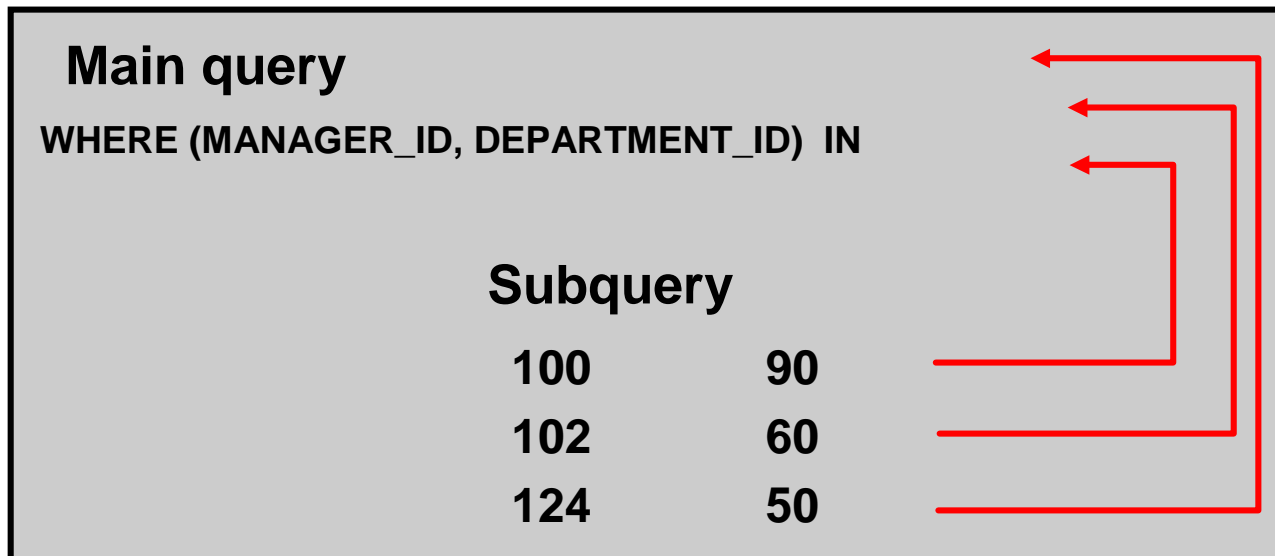 Main query
WHERE (MANAGER_ID, DEPARTMENT_ID) IN
Subquery
100 90
102 60
124 50